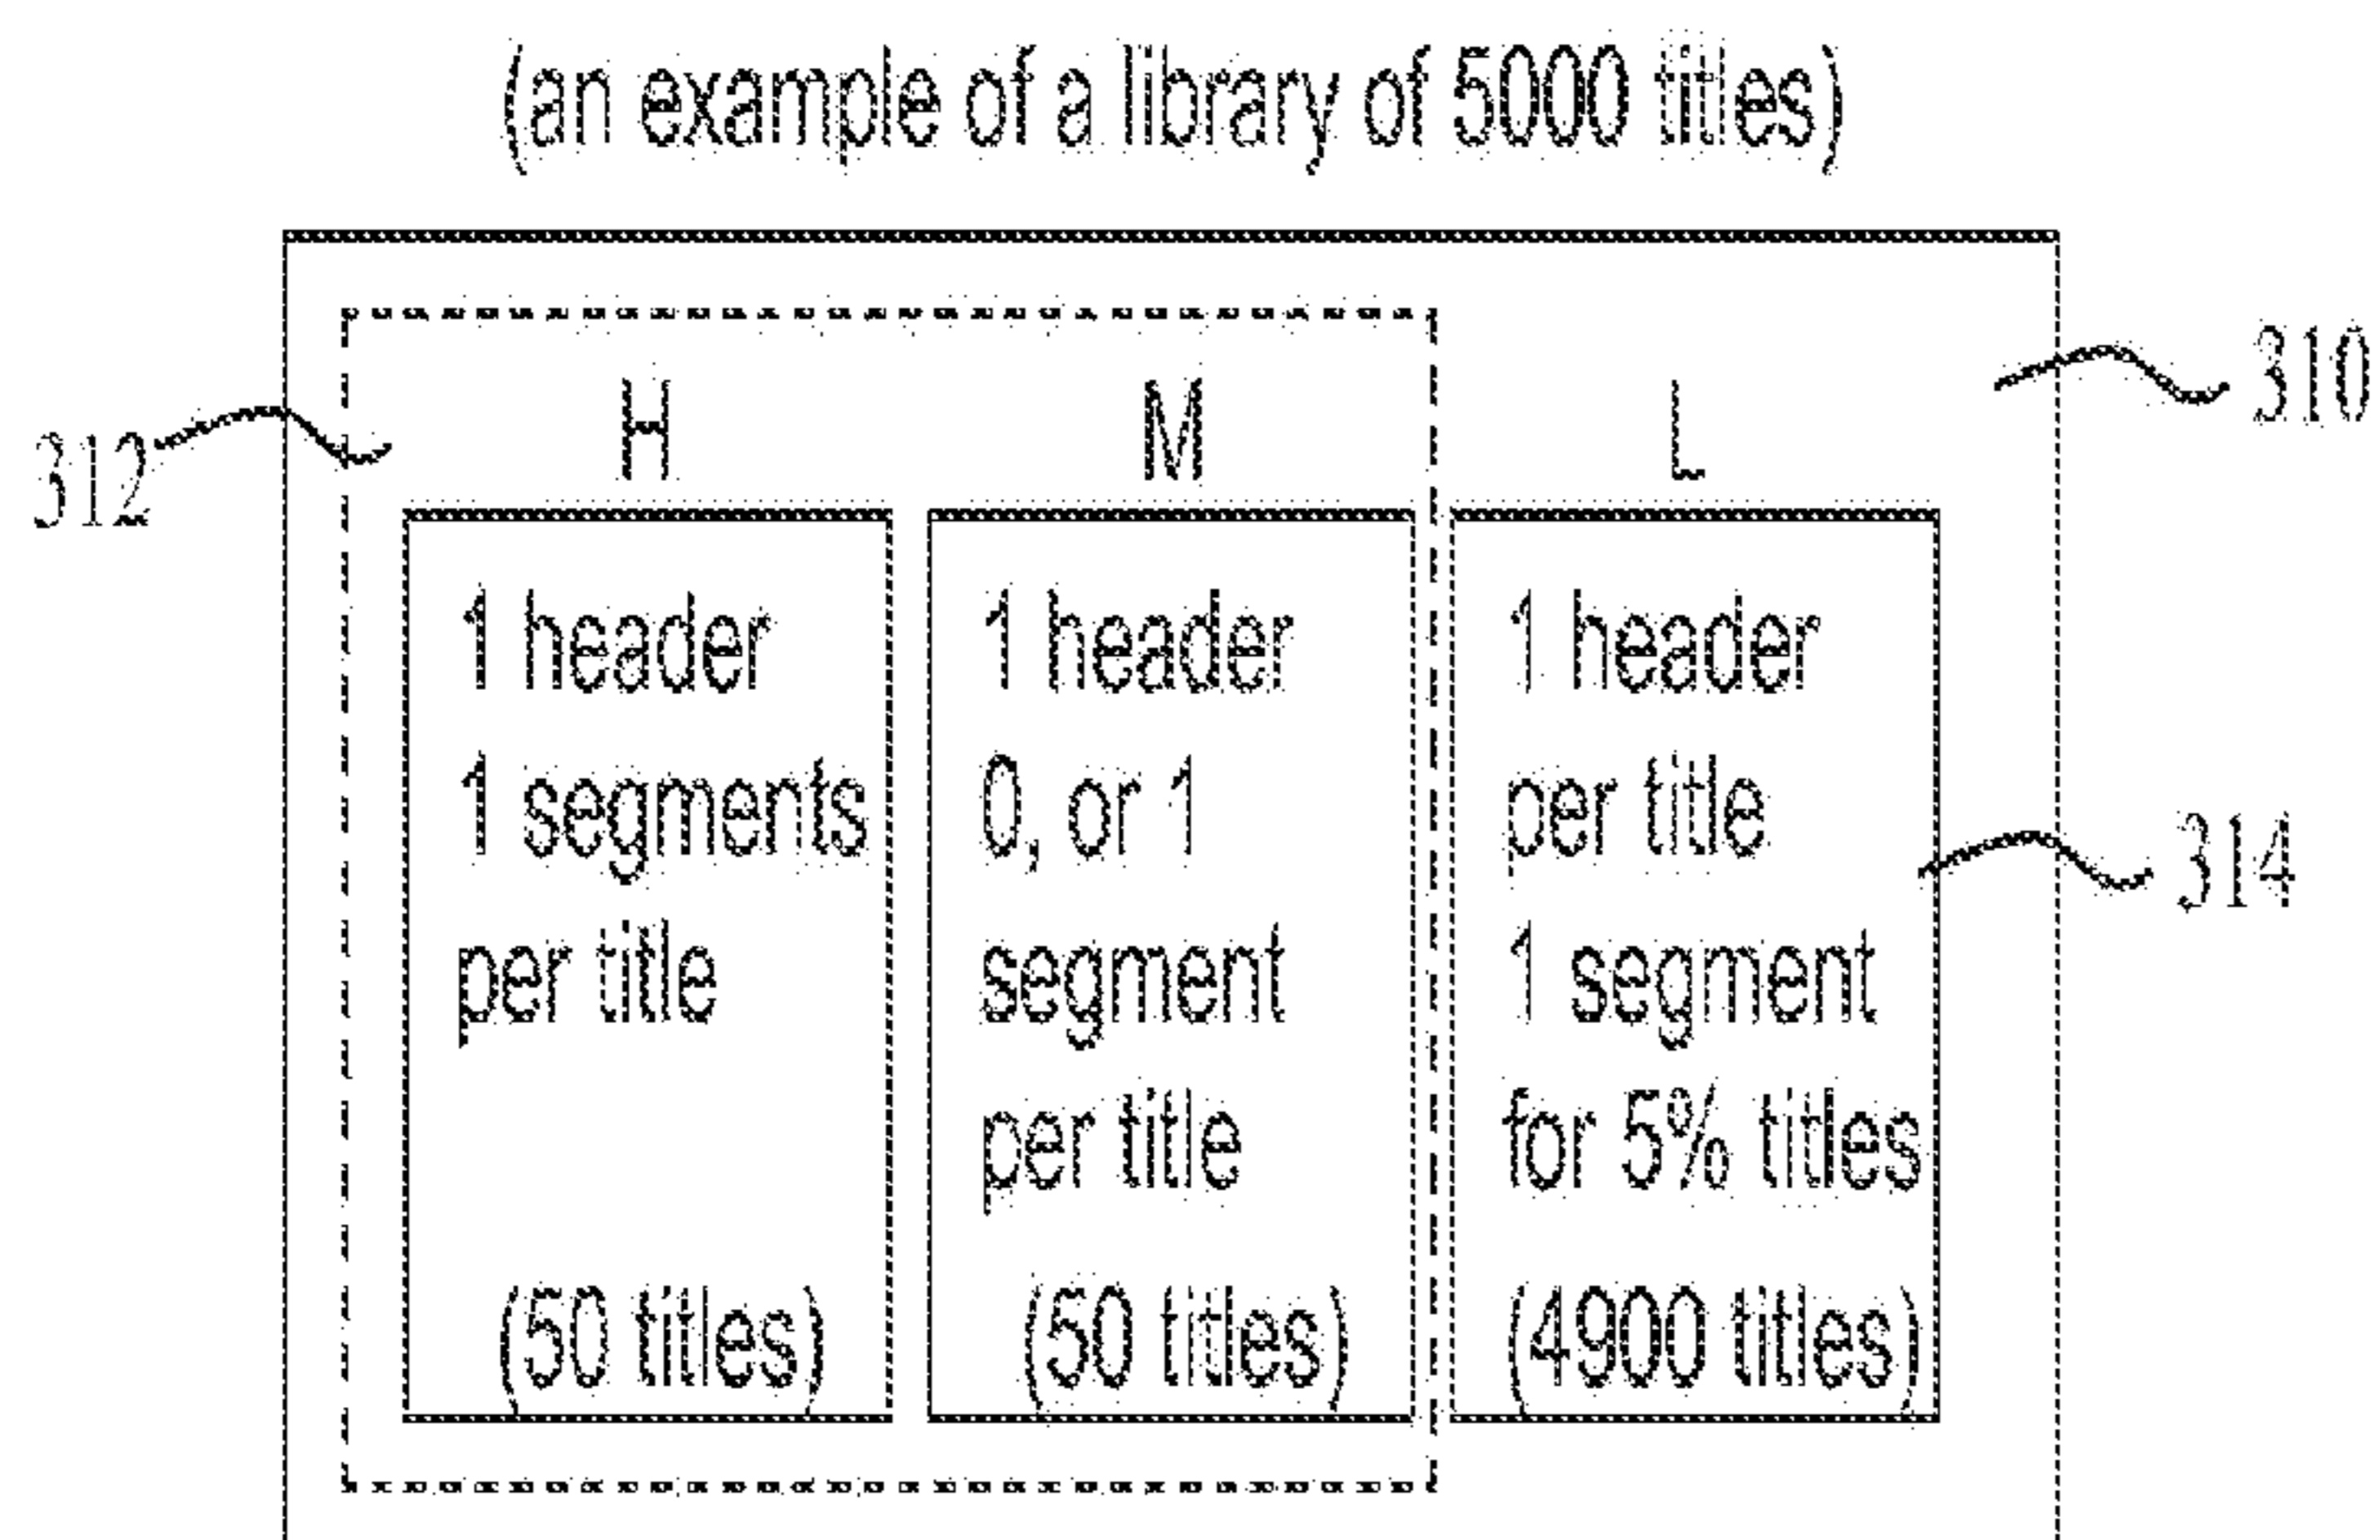 (an example of a library of 5000 titles)
310
312
H
M
L
1 header
1 segments
per title
(50 titles)
1 header
0, or 1
segment
per title
(50 titles)
1 header
per title
1 segment
for 5% titles
(4900 titles)
314